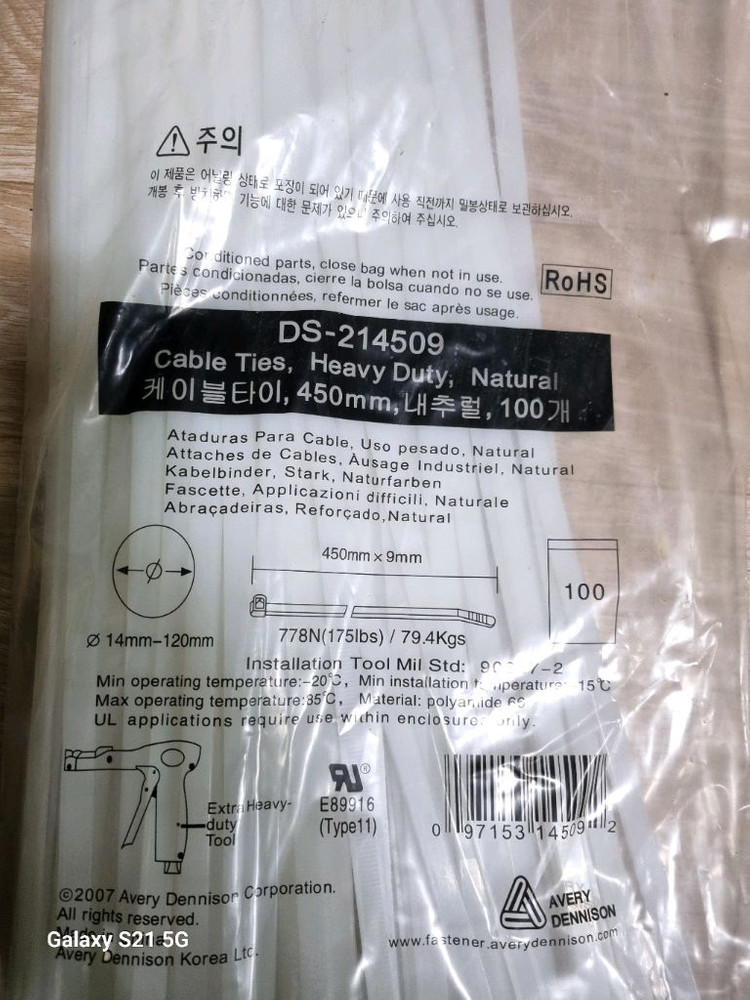 주의
이 제품은 어닐링 상태로 포장이 되어 있기 때문에 사용 직전까지 밀봉상태로 보관하십시오.
개봉 후 기능에 대한 문제가 주의하여 주십시오.
Conditioned parts, close bag when not in use.
Partes condicionadas, cierre la bolsa cuando no se use.
Pièces conditionnées, refermer le sac après usage.
RoHS
DS-214509
Cable Ties, Heavy Duty, Natural
케이블타이, 450mm, 내추럴, 100개
Ataduras Para Cable, Uso pesado, Natural
Attaches de Cables, Àusage Industriel, Natural
Kabelbinder, Stark, Naturfarben
Fascette, Applicazioni difficili, Naturale
Abraçadeiras, Reforçado,Natural
450mm x 9mm
100
Ø
Ø 14mm-120mm
778N(175lbs) / 79.4Kgs
Installation Tool Mil Std:
Min operating temperature:-20°C, Min installation temperature: 15°C
Max operating temperature:85°C, Material: polyamide
UL applications require use within enclosures only.
Extra Heavy-
duty
Tool
E89916
(Type11)
0 97153 14509 2
©2007 Avery Dennison Corporation.
All rights reserved.
Avery Dennison Korea Ltd.
AVERY
DENNISON
www.fastener.averydennison.com
Galaxy S21 5G